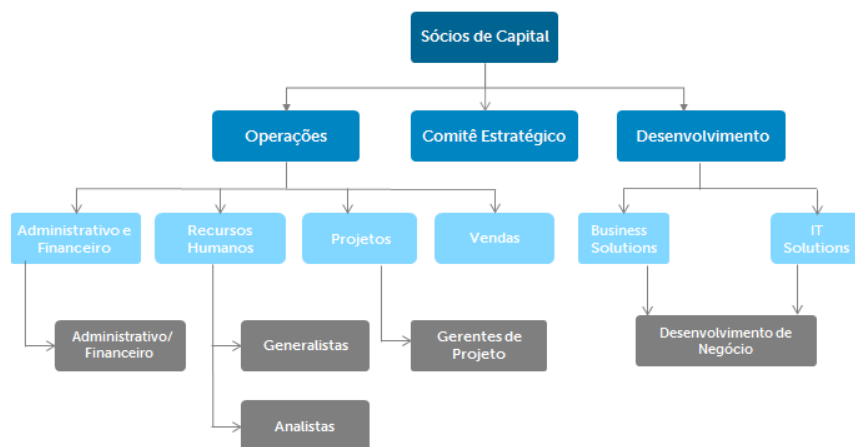 Sócios de Capital
Operações
Comitê Estratégico
Desenvolvimento
Administrativo e
Financeiro
Recursos
Humanos
Projetos
Vendas
Business
Solutions
IT
Solutions
Administrativo/
Financeiro
Generalistas
Gerentes de
Projeto
Desenvolvimento de
Negócio
Analistas